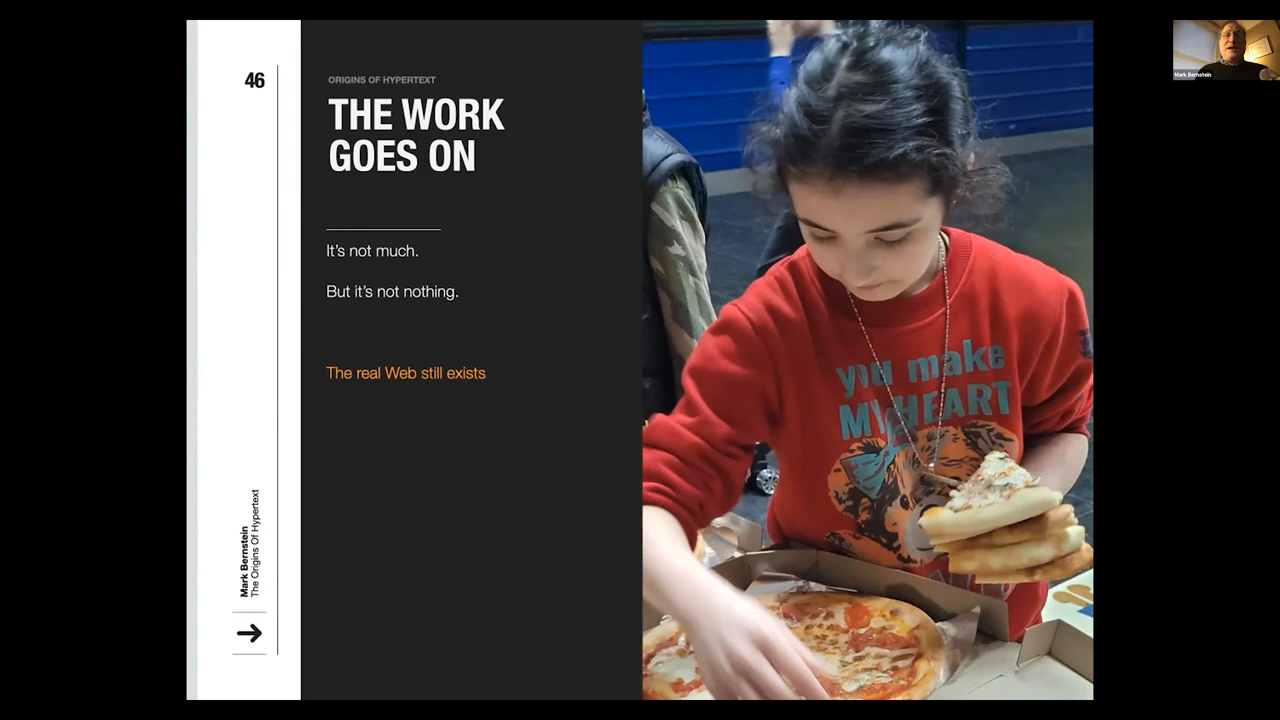 46
ORIGINS OF HYPERTEXT
THE WORK
GOES ON
It's not much.
But it's not nothing.
The real Web still exists
Mark Bernstein
The Origins Of Hypertext
you make
MY HEART
Mark Bernstein